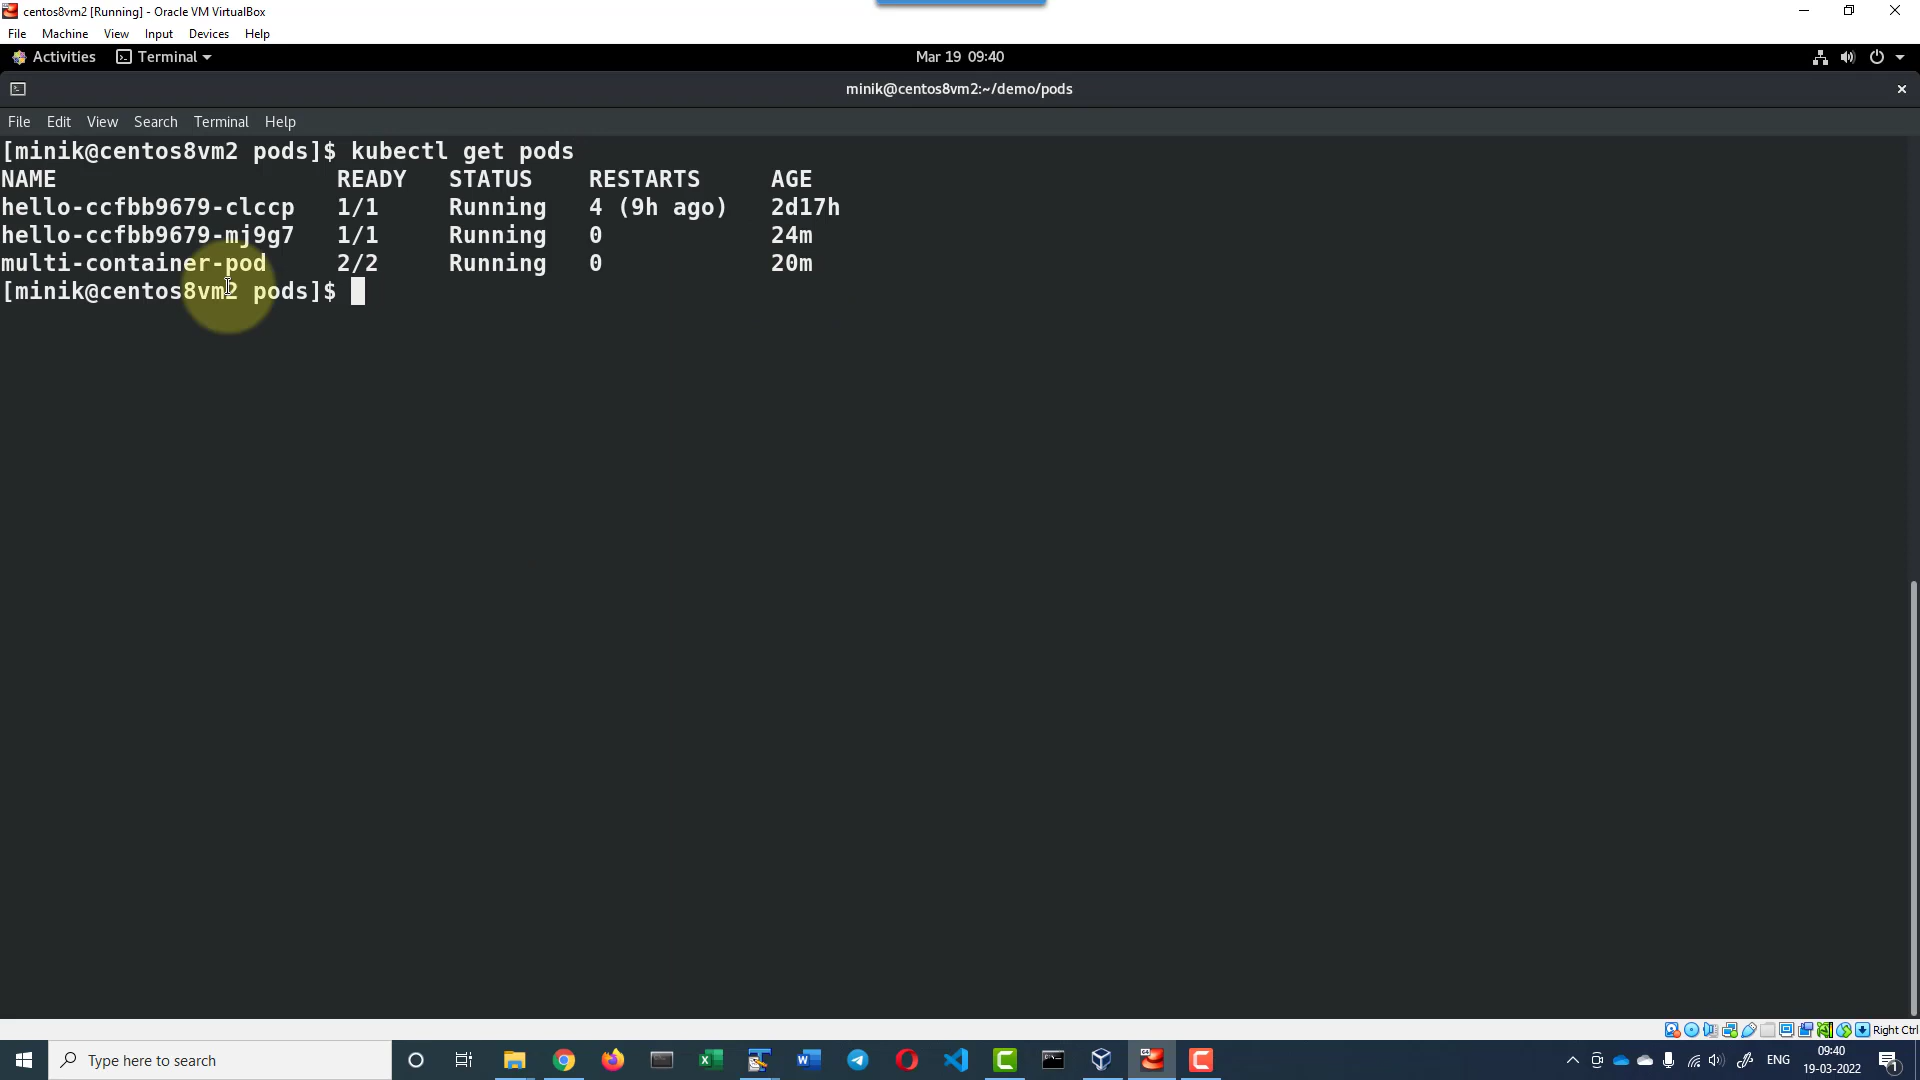 centos8vm2 [Running] - Oracle VM VirtualBox
File Machine View Input Devices Help
Activities Terminal Mar 19 09:40
minik@centos8vm2:~/demo/pods
File Edit View Search Terminal Help
[minik@centos8vm2 pods]$ kubectl get pods
NAME READY STATUS RESTARTS AGE
hello-ccfbb9679-clccp 1/1 Running 4 (9h ago) 2d17h
hello-ccfbb9679-mj9g7 1/1 Running 0 24m
multi-container-pod 2/2 Running 0 20m
[minik@centos8vm2 pods]$
Right Ctrl
Type here to search
ENG
09:40
19-03-2022
1